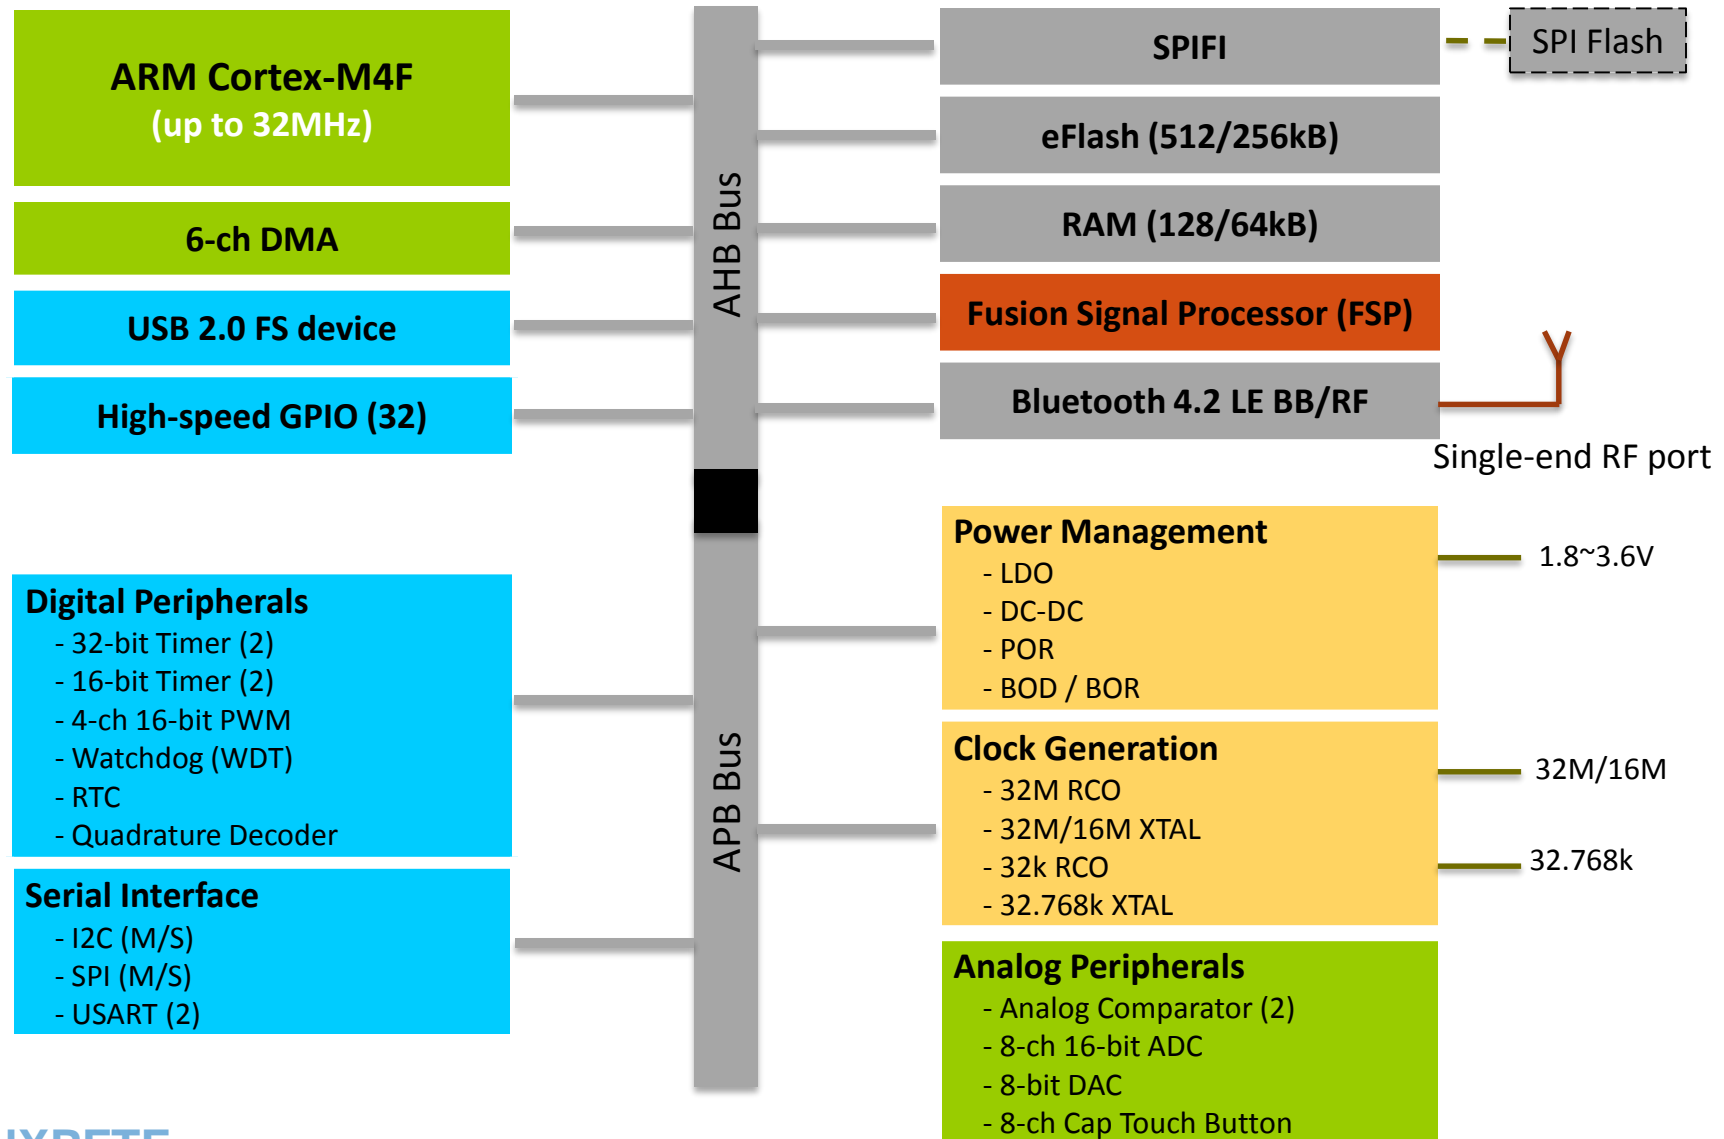 ARM Cortex-M4F
(up to 32MHz)
6-ch DMA
USB 2.0 FS device
High-speed GPIO (32)
AHB Bus
SPIFI
SPI Flash
eFlash (512/256kB)
RAM (128/64kB)
Fusion Signal Processor (FSP)
Bluetooth 4.2 LE BB/RF
Single-end RF port
Digital Peripherals
- 32-bit Timer (2)
- 16-bit Timer (2)
- 4-ch 16-bit PWM
- Watchdog (WDT)
- RTC
- Quadrature Decoder
Serial Interface
- I2C (M/S)
- SPI (M/S)
- USART (2)
APB Bus
Power Management
- LDO
- DC-DC
- POR
- BOD / BOR
1.8~3.6V
Clock Generation
- 32M RCO
- 32M/16M XTAL
- 32k RCO
- 32.768k XTAL
32M/16M
32.768k
Analog Peripherals
- Analog Comparator (2)
- 8-ch 16-bit ADC
- 8-bit DAC
- 8-ch Cap Touch Button